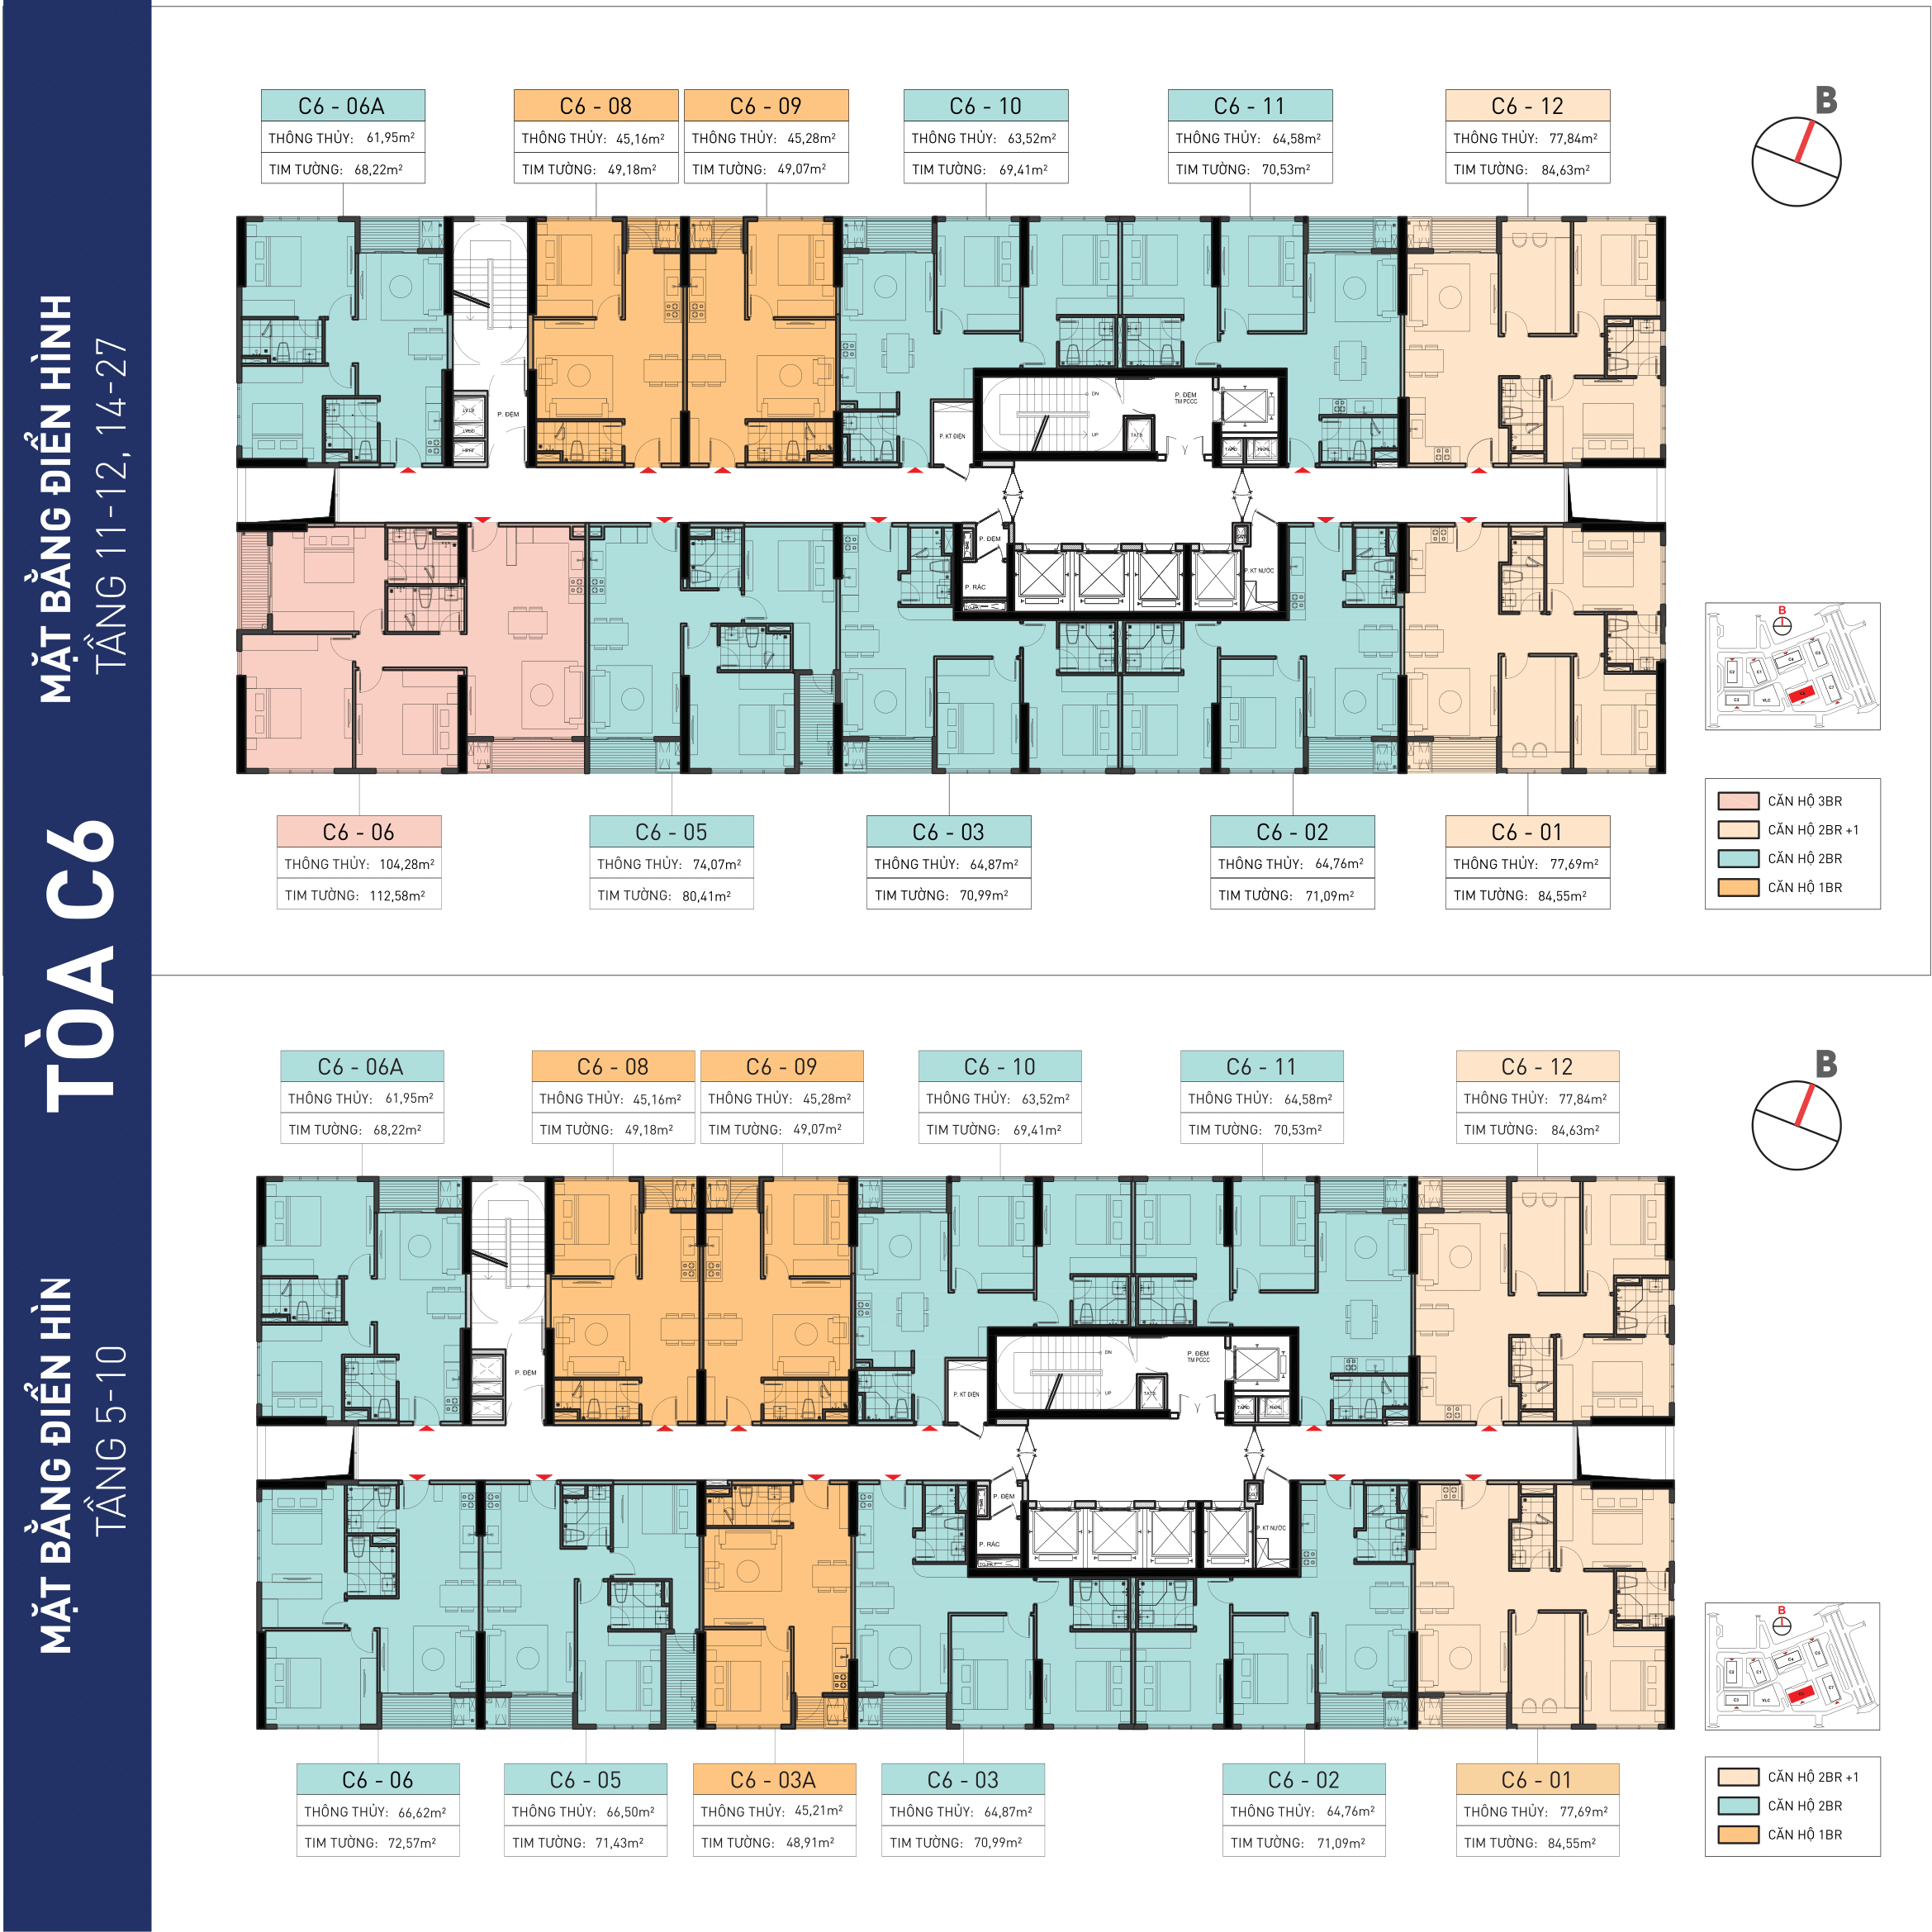 TÒA C6
MẶT BẰNG ĐIỂN HÌNH
TẦNG 11-12, 14-27
C6 - 06A
THÔNG THỦY: 61,95m²
TIM TƯỜNG: 68,22m²
C6 - 08
THÔNG THỦY: 45,16m²
TIM TƯỜNG: 49,18m²
C6 - 09
THÔNG THỦY: 45,28m²
TIM TƯỜNG: 49,07m²
C6 - 10
THÔNG THỦY: 63,52m²
TIM TƯỜNG: 69,41m²
C6 - 11
THÔNG THỦY: 64,58m²
TIM TƯỜNG: 70,53m²
C6 - 12
THÔNG THỦY: 77,84m²
TIM TƯỜNG: 84,63m²
B
P. ĐỆM
P. KT ĐIỆN
DN
UP
P. ĐỆM
TM PCCC
P. ĐỆM
P. RÁC
P. KT NƯỚC
C6 - 06
THÔNG THỦY: 104,28m²
TIM TƯỜNG: 112,58m²
C6 - 05
THÔNG THỦY: 74,07m²
TIM TƯỜNG: 80,41m²
C6 - 03
THÔNG THỦY: 64,87m²
TIM TƯỜNG: 70,99m²
C6 - 02
THÔNG THỦY: 64,76m²
TIM TƯỜNG: 71,09m²
C6 - 01
THÔNG THỦY: 77,69m²
TIM TƯỜNG: 84,55m²
B
CĂN HỘ 3BR
CĂN HỘ 2BR +1
CĂN HỘ 2BR
CĂN HỘ 1BR
MẶT BẰNG ĐIỂN HÌN
TẦNG 5-10
C6 - 06A
THÔNG THỦY: 61,95m²
TIM TƯỜNG: 68,22m²
C6 - 08
THÔNG THỦY: 45,16m²
TIM TƯỜNG: 49,18m²
C6 - 09
THÔNG THỦY: 45,28m²
TIM TƯỜNG: 49,07m²
C6 - 10
THÔNG THỦY: 63,52m²
TIM TƯỜNG: 69,41m²
C6 - 11
THÔNG THỦY: 64,58m²
TIM TƯỜNG: 70,53m²
C6 - 12
THÔNG THỦY: 77,84m²
TIM TƯỜNG: 84,63m²
B
P. ĐỆM
P. KT ĐIỆN
DN
UP
P. ĐỆM
TM PCCC
P. ĐỆM
P. RÁC
P. KT NƯỚC
C6 - 06
THÔNG THỦY: 66,62m²
TIM TƯỜNG: 72,57m²
C6 - 05
THÔNG THỦY: 66,50m²
TIM TƯỜNG: 71,43m²
C6 - 03A
THÔNG THỦY: 45,21m²
TIM TƯỜNG: 48,91m²
C6 - 03
THÔNG THỦY: 64,87m²
TIM TƯỜNG: 70,99m²
C6 - 02
THÔNG THỦY: 64,76m²
TIM TƯỜNG: 71,09m²
C6 - 01
THÔNG THỦY: 77,69m²
TIM TƯỜNG: 84,55m²
B
CĂN HỘ 2BR +1
CĂN HỘ 2BR
CĂN HỘ 1BR